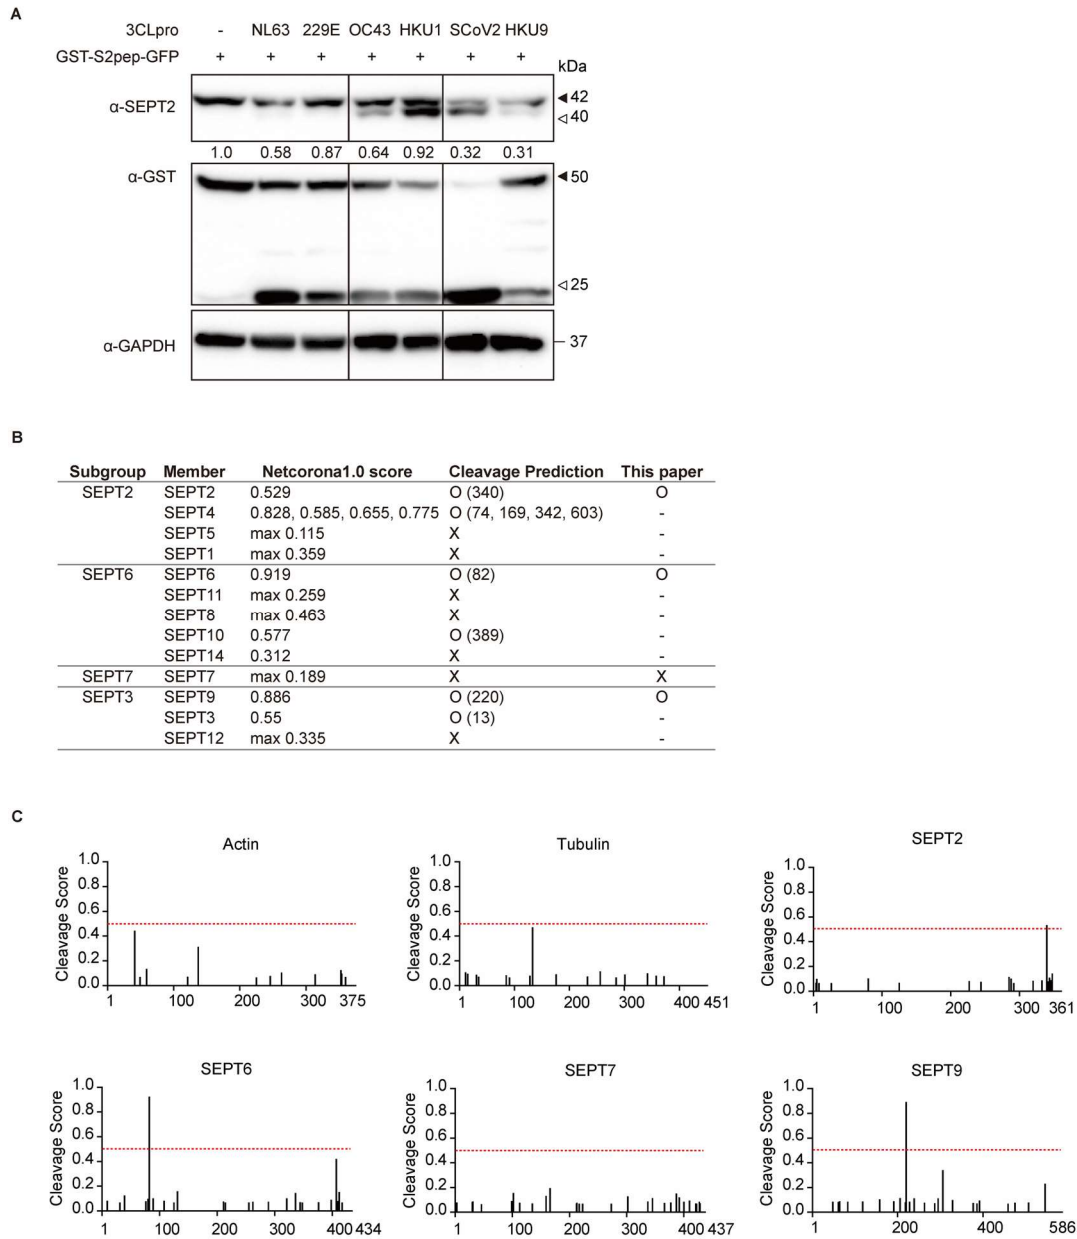 A
3CLpro - NL63 229E OC43 HKU1 SCoV2 HKU9
GST-S2pep-GFP + + + + + + +
kDa
α-SEPT2
◄ 42
◁ 40
1.0 0.58 0.87 0.64 0.92 0.32 0.31
α-GST
◄ 50
◁ 25
α-GAPDH
– 37
B
Subgroup Member Netcorona1.0 score Cleavage Prediction This paper
SEPT2 SEPT2 0.529 O (340) O
SEPT4 0.828, 0.585, 0.655, 0.775 O (74, 169, 342, 603) -
SEPT5 max 0.115 X -
SEPT1 max 0.359 X -
SEPT6 SEPT6 0.919 O (82) O
SEPT11 max 0.259 X -
SEPT8 max 0.463 X -
SEPT10 0.577 O (389) -
SEPT14 0.312 X -
SEPT7 SEPT7 max 0.189 X X
SEPT3 SEPT9 0.886 O (220) O
SEPT3 0.55 O (13) -
SEPT12 max 0.335 X -
C
Actin
Cleavage Score
1.0
0.8
0.6
0.4
0.2
0.0
1 100 200 300 375
Tubulin
Cleavage Score
1.0
0.8
0.6
0.4
0.2
0.0
1 100 200 300 400 451
SEPT2
Cleavage Score
1.0
0.8
0.6
0.4
0.2
0.0
1 100 200 300 361
SEPT6
Cleavage Score
1.0
0.8
0.6
0.4
0.2
0.0
1 100 200 300 400 434
SEPT7
Cleavage Score
1.0
0.8
0.6
0.4
0.2
0.0
1 100 200 300 400 437
SEPT9
Cleavage Score
1.0
0.8
0.6
0.4
0.2
0.0
1 200 400 586